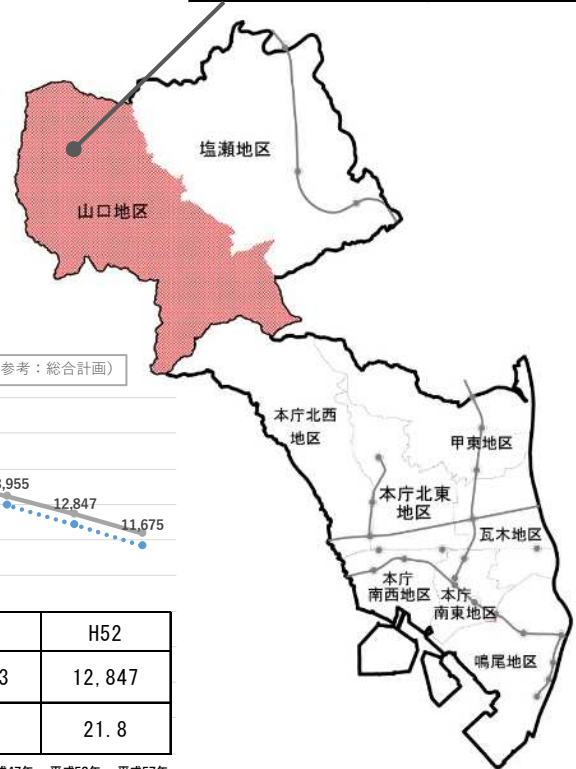 塩瀬地区
山口地区
参考：総合計画）
本庁北西
地区
甲東地区
本庁北東
地区
瓦木地区
本庁
南西地区
本庁
南東地区
鳴尾地区
,955
12,847
11,675
H52
3
12,847
21.8